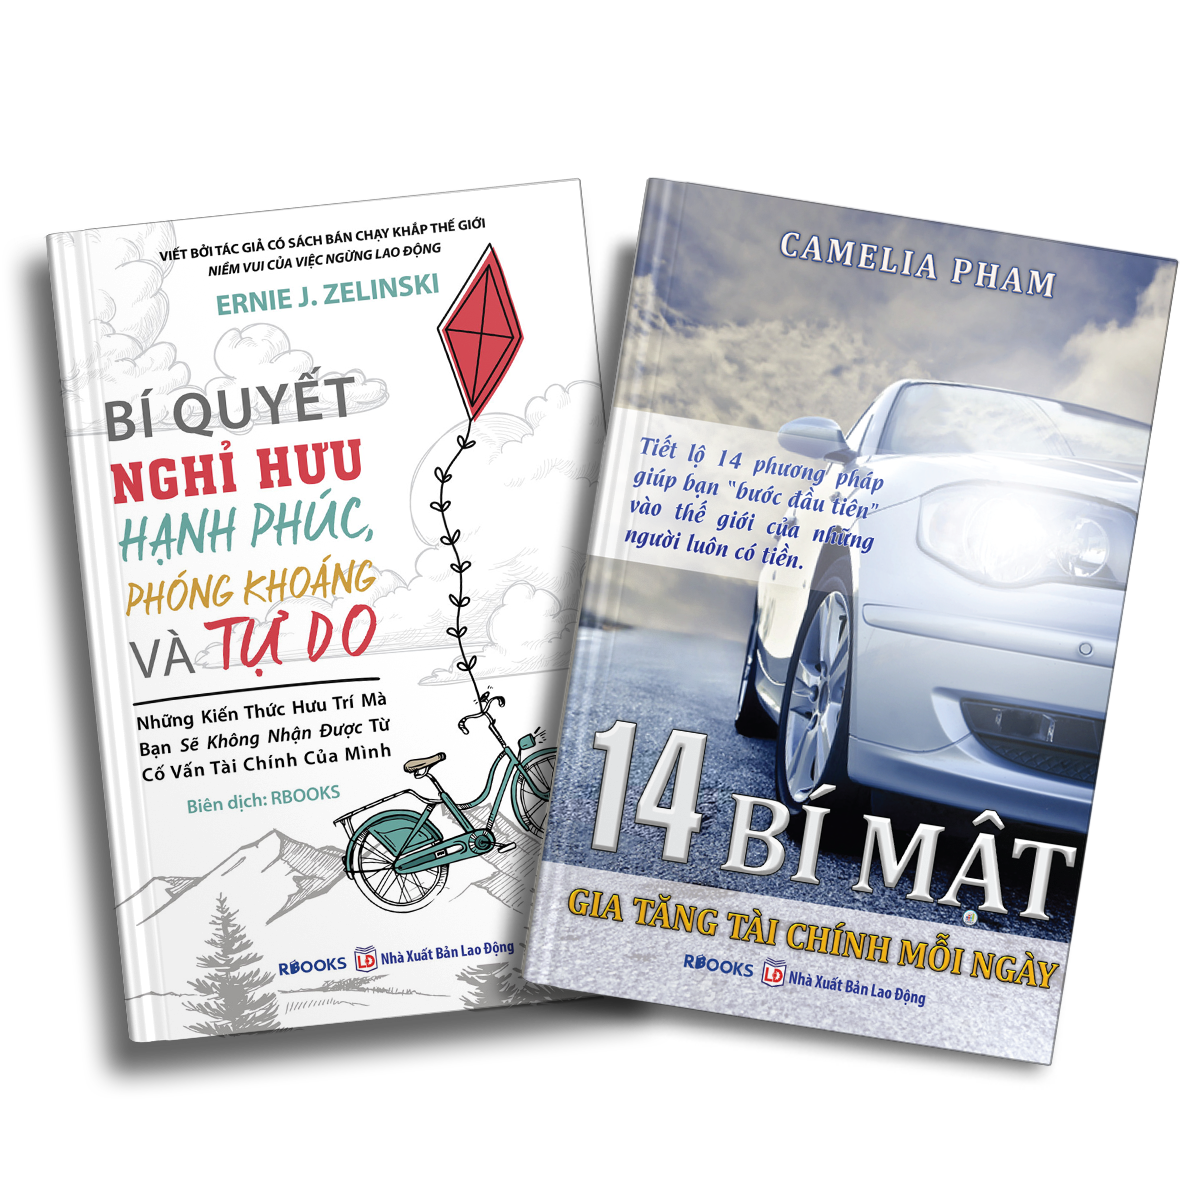 VIẾT BỞI TÁC GIẢ CÓ SÁCH BÁN CHẠY KHẮP THẾ GIỚI
NIỀM VUI CỦA VIỆC NGỪNG LAO ĐỘNG
ERNIE J. ZELINSKI
BÍ QUYẾT
NGHỈ HƯU
HẠNH PHÚC,
PHÓNG KHOÁNG
VÀ TỰ DO
Những Kiến Thức Hưu Trí Mà
Bạn Sẽ Không Nhận Được Từ
Cố Vấn Tài Chính Của Mình
Biên dịch: RBOOKS
RBOOKS LĐ Nhà Xuất Bản Lao Động
CAMELIA PHAM
Tiết lộ 14 phương pháp
giúp bạn "bước đầu tiên"
vào thế giới của những
người luôn có tiền.
14 BÍ MẬT
GIA TĂNG TÀI CHÍNH MỖI NGÀY
RBOOKS LĐ Nhà Xuất Bản Lao Động